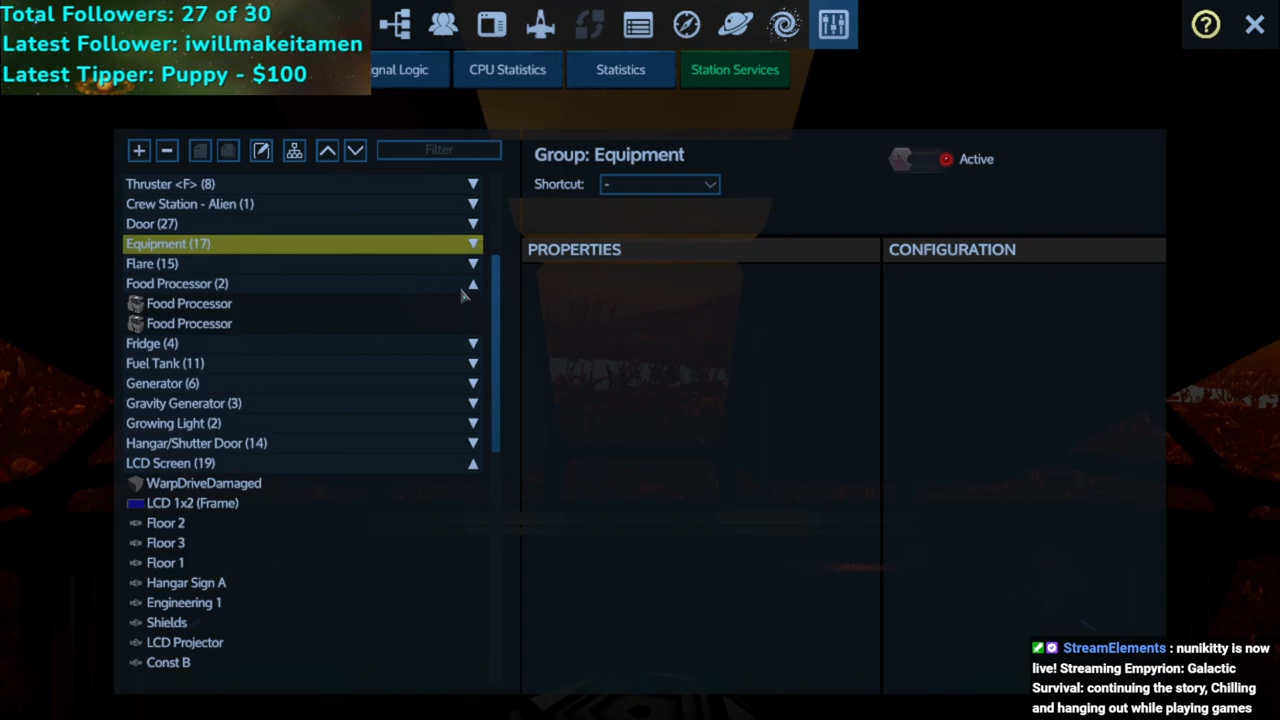 Total Followers: 27 of 30
Latest Follower: iwillmakeitamen
Latest Tipper: Puppy - $100
gnal Logic
CPU Statistics
Statistics
Station Services
Filter
Thruster <F> (8)
Crew Station - Alien (1)
Door (27)
Equipment (17)
Flare (15)
Food Processor (2)
Food Processor
Food Processor
Fridge (4)
Fuel Tank (11)
Generator (6)
Gravity Generator (3)
Growing Light (2)
Hangar/Shutter Door (14)
LCD Screen (19)
WarpDriveDamaged
LCD 1x2 (Frame)
Floor 2
Floor 3
Floor 1
Hangar Sign A
Engineering 1
Shields
LCD Projector
Const B
Group: Equipment
Active
Shortcut: -
PROPERTIES
CONFIGURATION
StreamElements : nunikitty is now
live! Streaming Empyrion: Galactic
Survival: continuing the story, Chilling
and hanging out while playing games